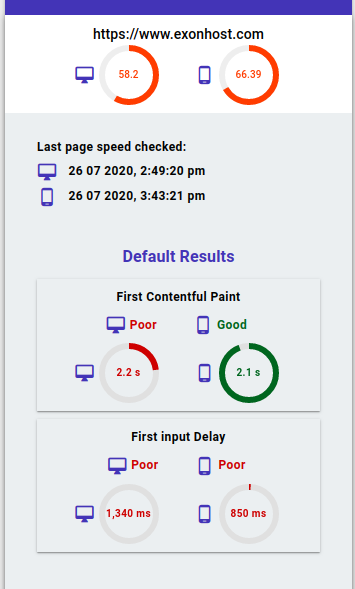 https://www.exonhost.com
58.2 66.39
Last page speed checked:
26 07 2020, 2:49:20 pm
26 07 2020, 3:43:21 pm
Default Results
First Contentful Paint
Poor Good
2.2 s 2.1 s
First input Delay
Poor Poor
1,340 ms 850 ms